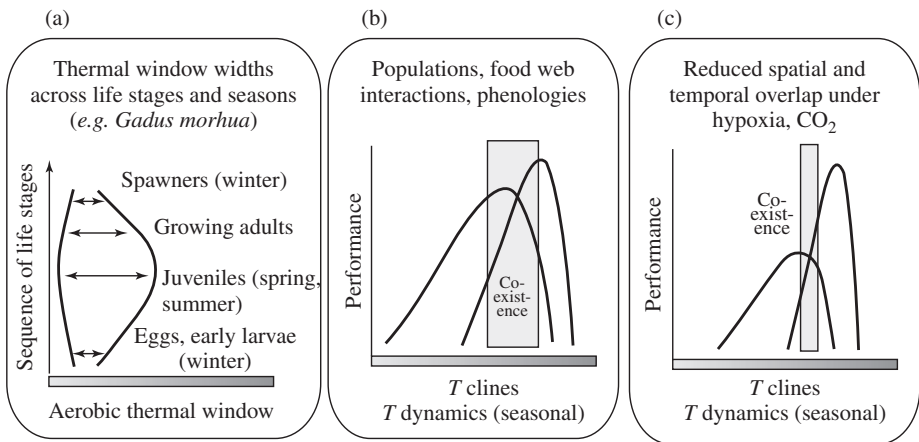 (a)
Thermal window widths
across life stages and seasons
(e.g. Gadus morhua)
Sequence of life stages
Spawners (winter)
Growing adults
Juveniles (spring,
summer)
Eggs, early larvae
(winter)
Aerobic thermal window
(b)
Populations, food web
interactions, phenologies
Performance
Co-
exist-
ence
T clines
T dynamics (seasonal)
(c)
Reduced spatial and
temporal overlap under
hypoxia, CO2
Performance
Co-
exist-
ence
T clines
T dynamics (seasonal)